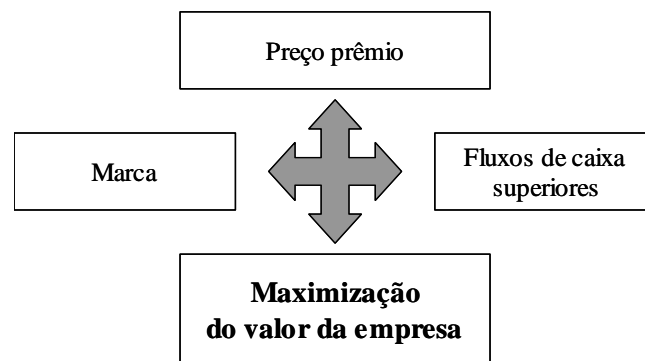 Preço prêmio
Marca
Fluxos de caixa
superiores
Maximização
do valor da empresa